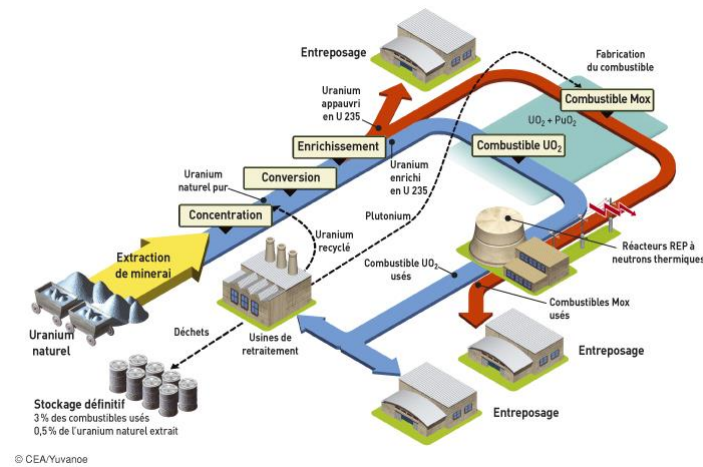 Entreposage
Fabrication
du combustible
Uranium
appauvri
en U 235
Combustible Mox
UO₂ + PuO₂
Enrichissement
Combustible UO₂
Uranium
enrichi
en U 235
Conversion
Uranium
naturel pur
Concentration
Plutonium
Uranium
recyclé
Extraction
de minerai
Réacteurs REP à
neutrons thermiques
Combustible UO₂
usés
Combustibles Mox
usés
Uranium
naturel
Déchets
Usines de
retraitement
Entreposage
Entreposage
Stockage définitif
3 % des combustibles usés
0,5 % de l'uranium naturel extrait
© CEA/Yuvanoe